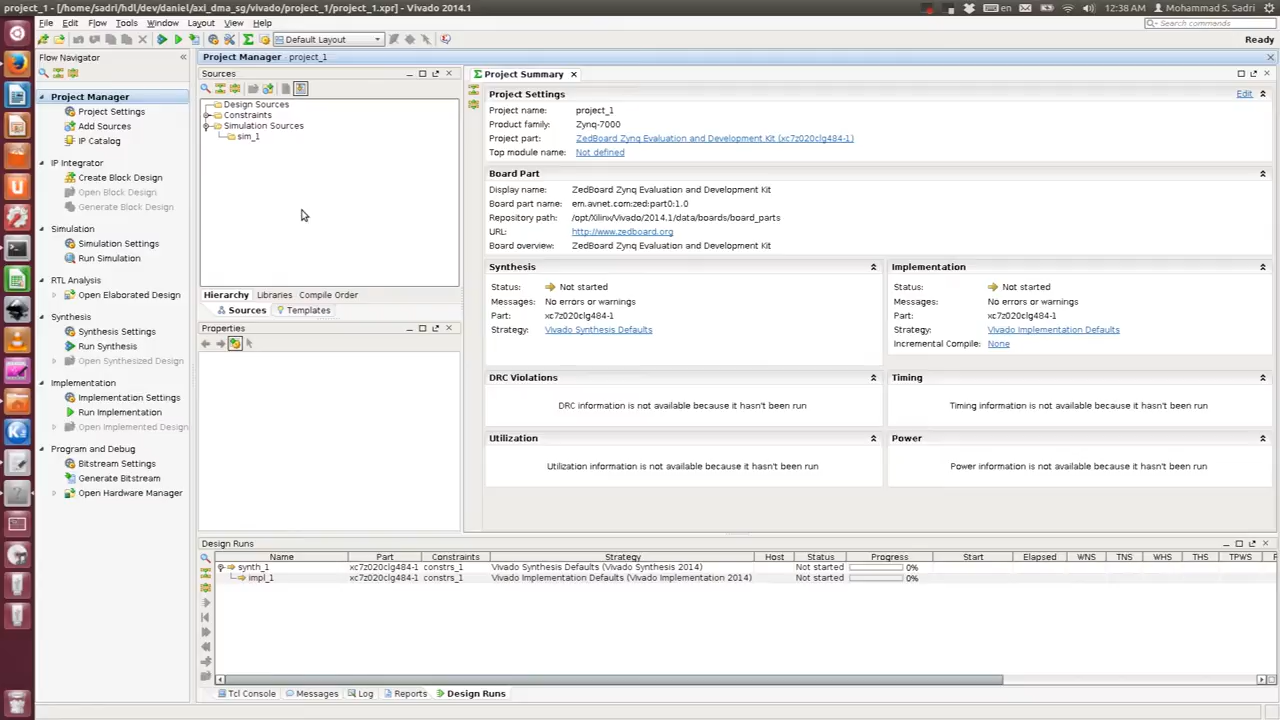 project_1 - [/home/sadri/hdl/dev/daniel/axi_dma_sg/vivado/project_1/project_1.xpr] - Vivado 2014.1
en
12:38 AM
Mohammad S. Sadri
File Edit Flow Tools Window Layout View Help
Search commands
Default Layout
Ready
Flow Navigator
Project Manager
Project Settings
Add Sources
IP Catalog
IP Integrator
Create Block Design
Open Block Design
Generate Block Design
Simulation
Simulation Settings
Run Simulation
RTL Analysis
Open Elaborated Design
Synthesis
Synthesis Settings
Run Synthesis
Open Synthesized Design
Implementation
Implementation Settings
Run Implementation
Open Implemented Design
Program and Debug
Bitstream Settings
Generate Bitstream
Open Hardware Manager
Project Manager project_1
Sources
Design Sources
Constraints
Simulation Sources
sim_1
Hierarchy Libraries Compile Order
Sources Templates
Properties
Project Summary
Project Settings
Edit
Project name: project_1
Product family: Zynq-7000
Project part: ZedBoard Zynq Evaluation and Development Kit (xc7z020clg484-1)
Top module name: Not defined
Board Part
Display name: ZedBoard Zynq Evaluation and Development Kit
Board part name: em.avnet.com:zed:part0:1.0
Repository path: /opt/Xilinx/Vivado/2014.1/data/boards/board_parts
URL: http://www.zedboard.org
Board overview: ZedBoard Zynq Evaluation and Development Kit
Synthesis
Status: Not started
Messages: No errors or warnings
Part: xc7z020clg484-1
Strategy: Vivado Synthesis Defaults
Implementation
Status: Not started
Messages: No errors or warnings
Part: xc7z020clg484-1
Strategy: Vivado Implementation Defaults
Incremental Compile: None
DRC Violations
DRC information is not available because it hasn't been run
Timing
Timing information is not available because it hasn't been run
Utilization
Utilization information is not available because it hasn't been run
Power
Power information is not available because it hasn't been run
Design Runs
Name Part Constraints Strategy Host Status Progress Start Elapsed WNS TNS WHS THS TPWS F
synth_1 xc7z020clg484-1 constrs_1 Vivado Synthesis Defaults (Vivado Synthesis 2014) Not started 0%
impl_1 xc7z020clg484-1 constrs_1 Vivado Implementation Defaults (Vivado Implementation 2014) Not started 0%
Tcl Console Messages Log Reports Design Runs